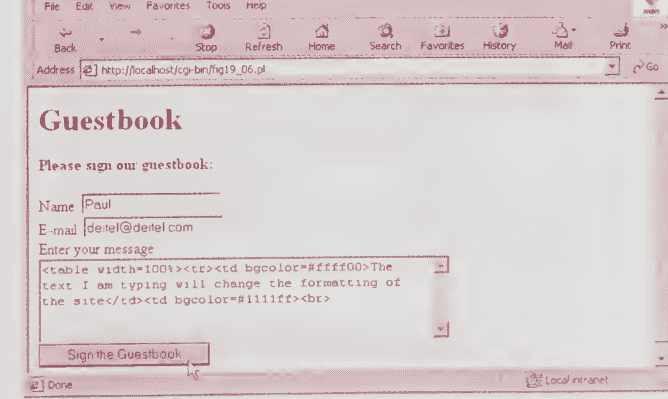 File Edit View Favorites Tools Help
Back Stop Refresh Home Search Favorites History Mail Print
Address http://localhost/cgi-bin/fig19_06.pl Go
Guestbook
Please sign our guestbook:
Name Paul
E-mail deitel@deitel.com
Enter your message
<table width=100%><tr><td bgcolor=#ffff00>The
text I am typing will change the formatting of
the site</td><td bgcolor=#1111ff><br>
Sign the Guestbook
Done Local intranet